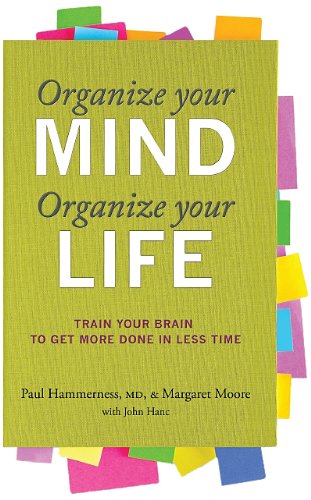 Organize your
MIND
Organize your
LIFE
TRAIN YOUR BRAIN
TO GET MORE DONE IN LESS TIME
Paul Hammerness, MD, & Margaret Moore
with John Hanc